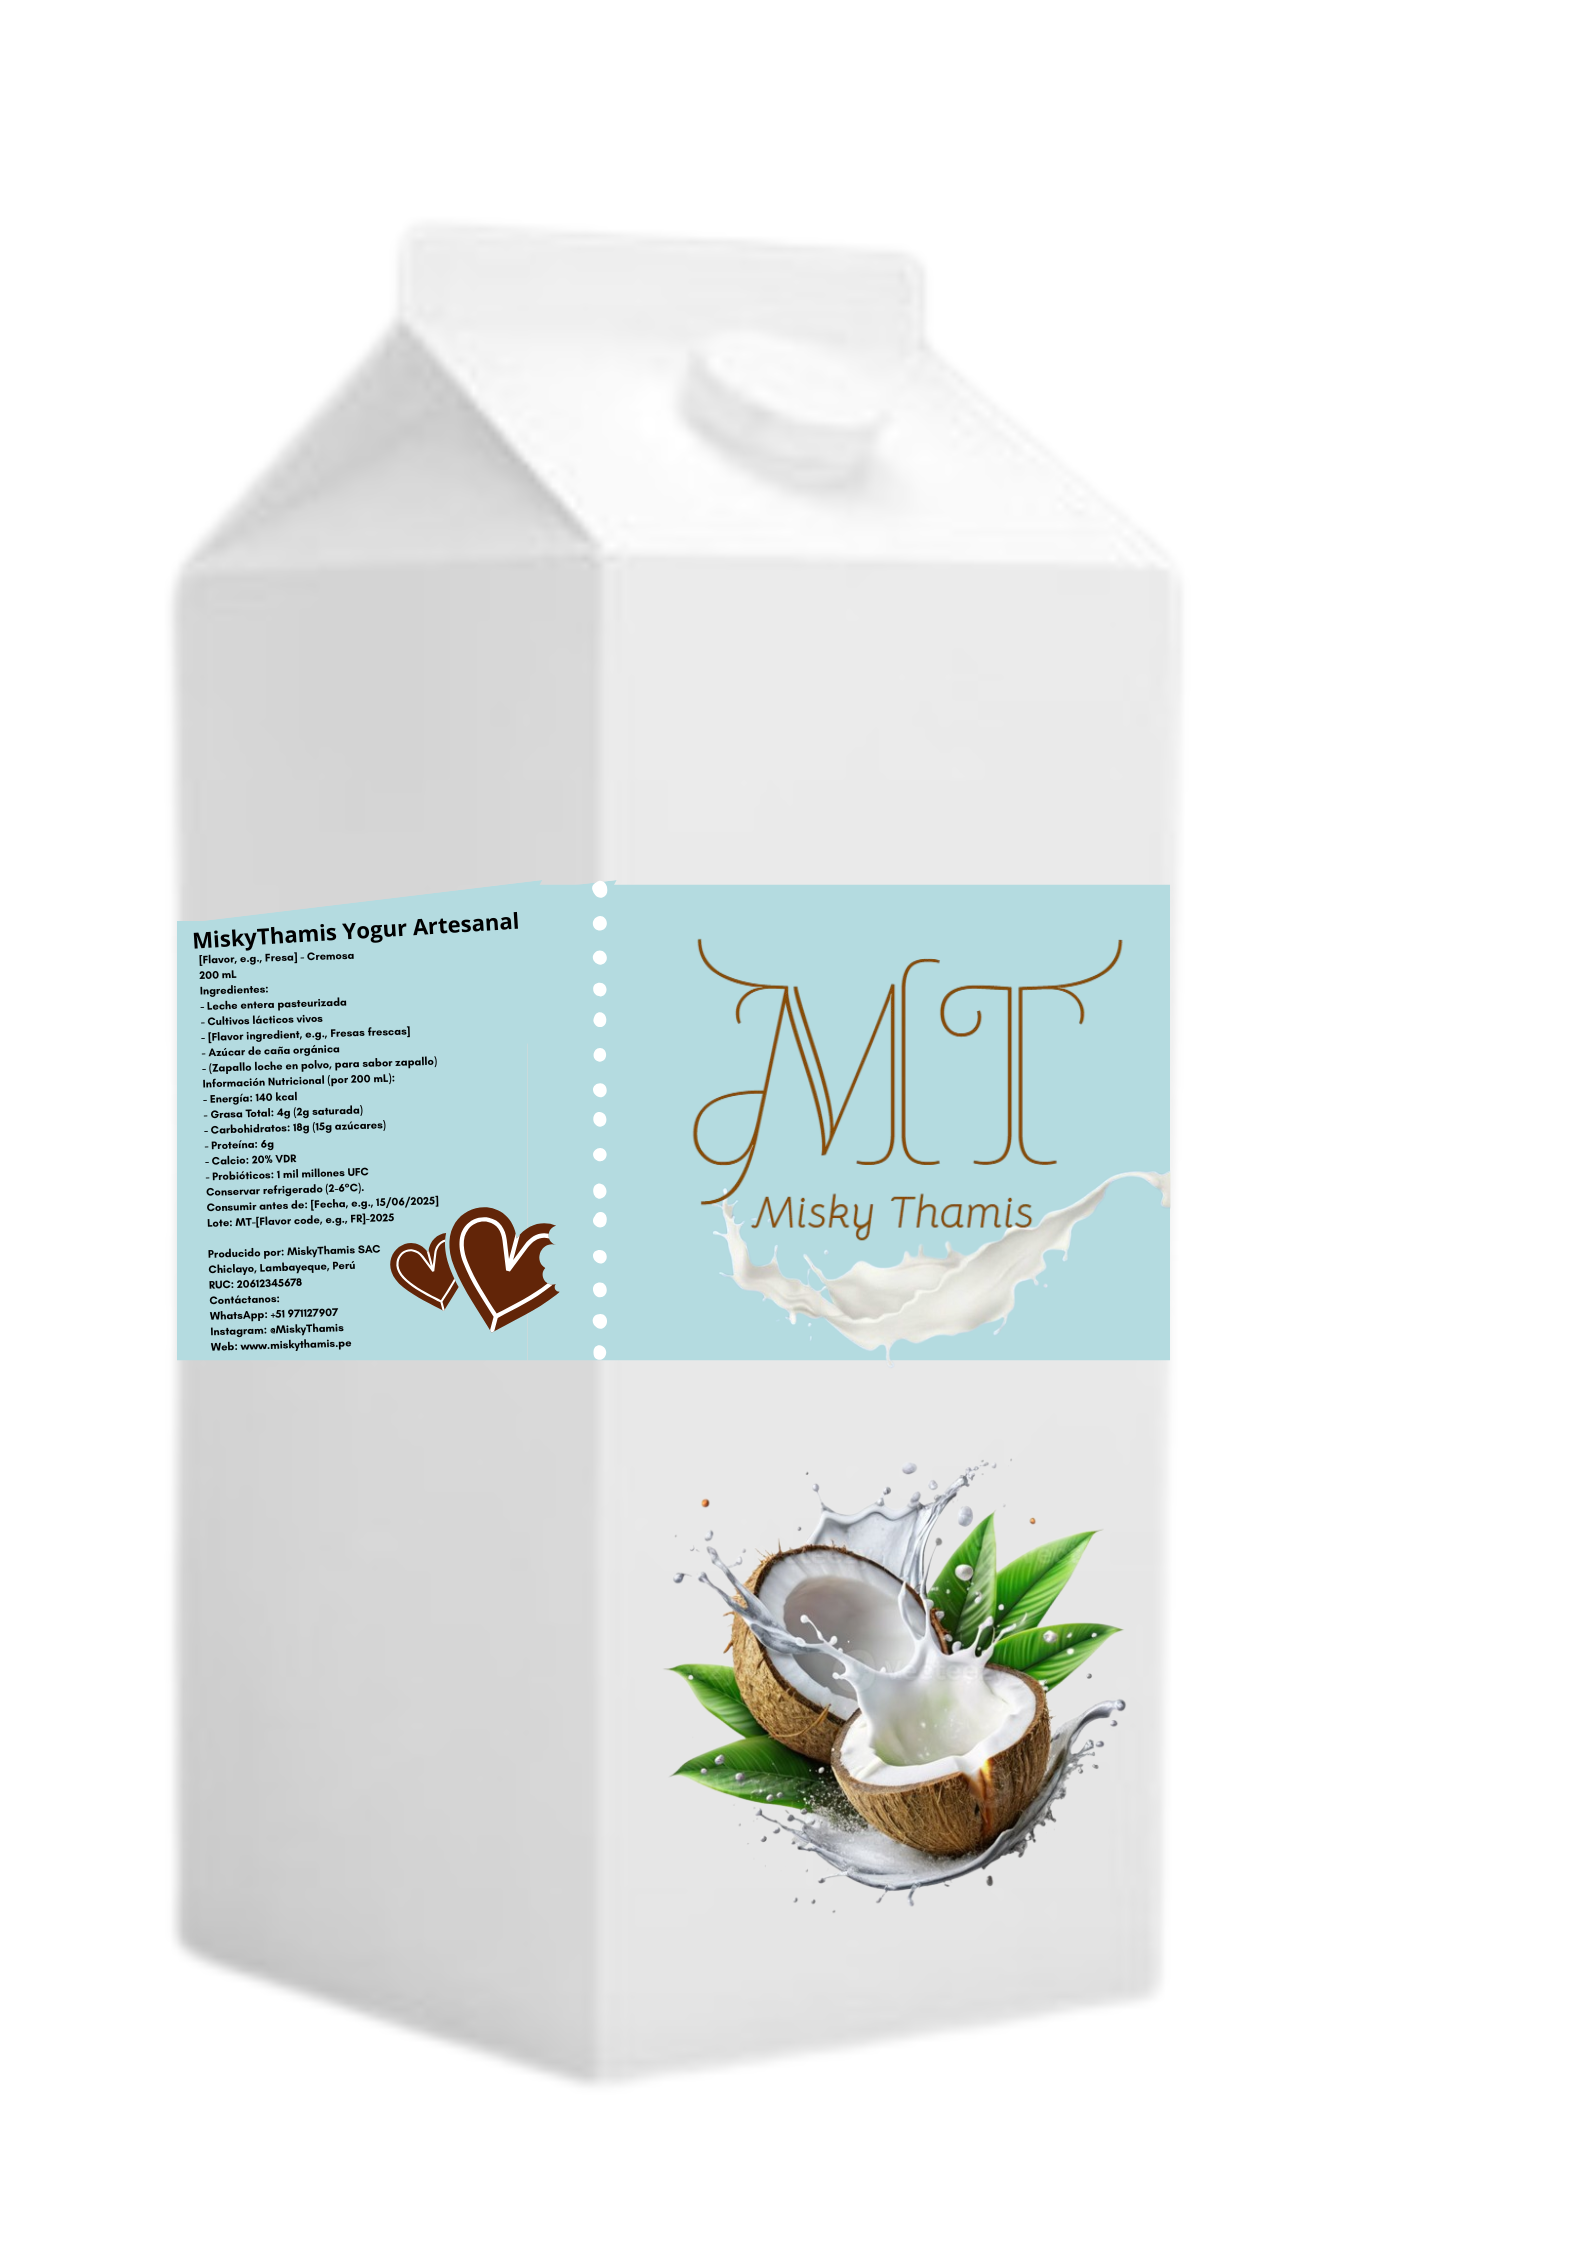 MiskyThamis Yogur Artesanal
[Flavor, e.g., Fresa] - Cremosa
200 mL
Ingredientes:
- Leche entera pasteurizada
- Cultivos lácticos vivos
- [Flavor ingredient, e.g., Fresas frescas]
- Azúcar de caña orgánica
- (Zapallo loche en polvo, para sabor zapallo)
Información Nutricional (por 200 mL):
- Energía: 140 kcal
- Grasa Total: 4g (2g saturada)
- Carbohidratos: 18g (15g azúcares)
- Proteína: 6g
- Calcio: 20% VDR
- Probióticos: 1 mil millones UFC
Conservar refrigerado (2-6°C).
Consumir antes de: [Fecha, e.g., 15/06/2025]
Lote: MT-[Flavor code, e.g., FR]-2025
Producido por: MiskyThamis SAC
Chiclayo, Lambayeque, Perú
RUC: 20612345678
Contáctanos:
WhatsApp: +51 971127907
Instagram: @MiskyThamis
Web: www.miskythamis.pe
MT
Misky Thamis